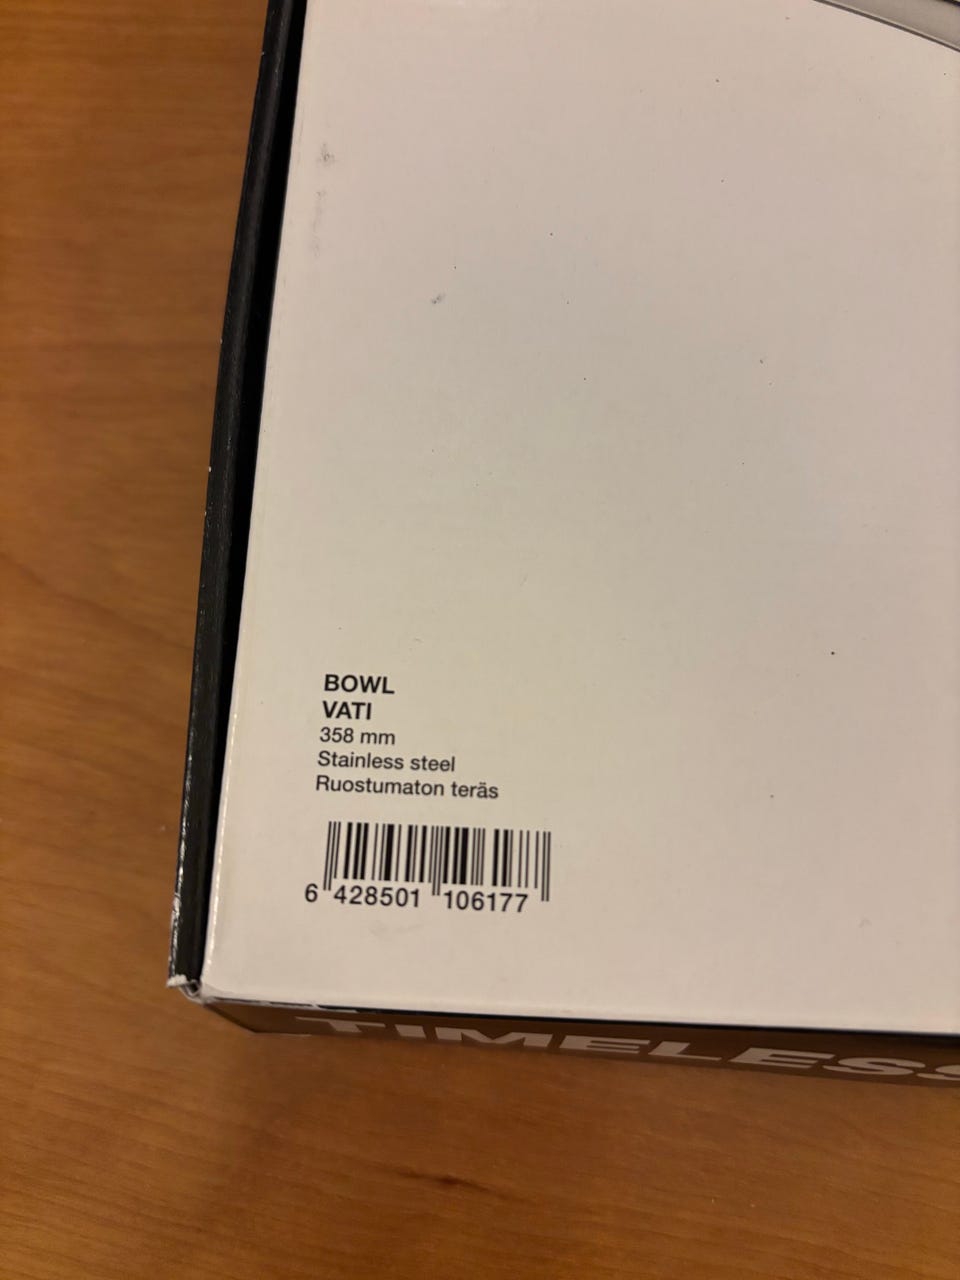 BOWL
VATI
358 mm
Stainless steel
Ruostumaton teräs
6 428501 106177
TIMELESS